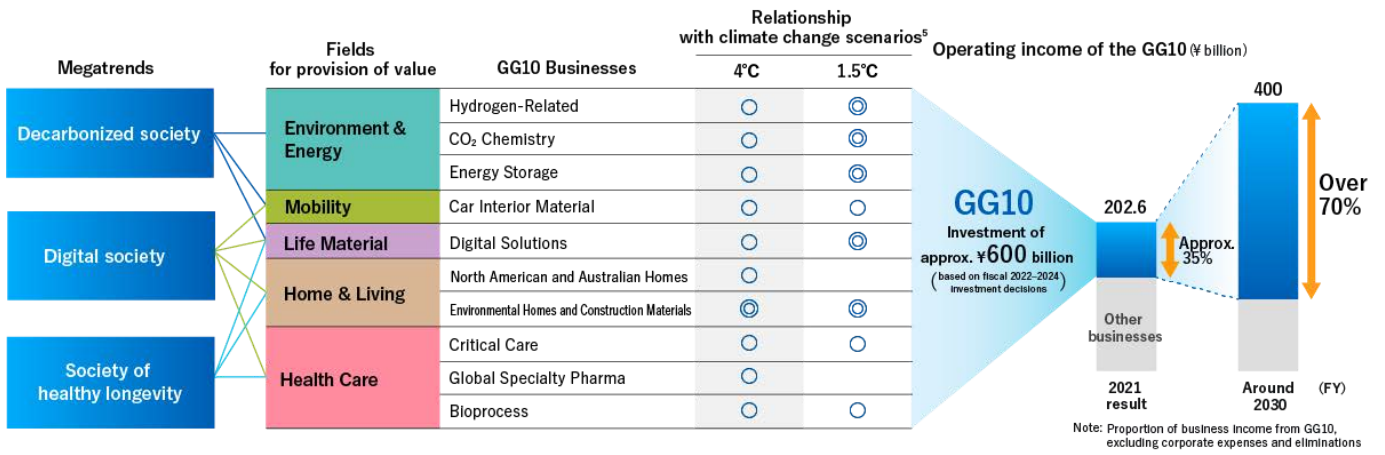 Megatrends
Decarbonized society
Digital society
Society of
healthy longevity
Fields
for provision of value
Environment &
Energy
Mobility
Life Material
Home & Living
Health Care
GG10 Businesses
Hydrogen-Related
CO₂ Chemistry
Energy Storage
Car Interior Material
Digital Solutions
North American and Australian Homes
Environmental Homes and Construction Materials
Critical Care
Global Specialty Pharma
Bioprocess
Relationship
with climate change scenarios⁵
4°C 1.5°C
○ ◎
○ ◎
○ ◎
○ ○
○ ◎
○
◎ ◎
○ ○
○
○ ○
GG10
Investment of
approx. ¥600 billion
(based on fiscal 2022–2024
investment decisions)
Operating income of the GG10 (¥ billion)
202.6
Approx.
35%
Other
businesses
2021
result
400
Over
70%
Around
2030
(FY)
Note: Proportion of business income from GG10,
excluding corporate expenses and eliminations